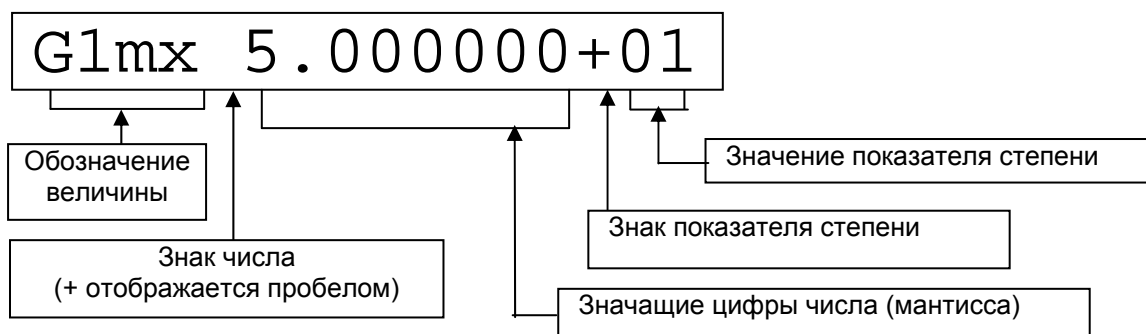 G1mx 5.000000+01
Обозначение
величины
Значение показателя степени
Знак показателя степени
Знак числа
(+ отображается пробелом)
Значащие цифры числа (мантисса)